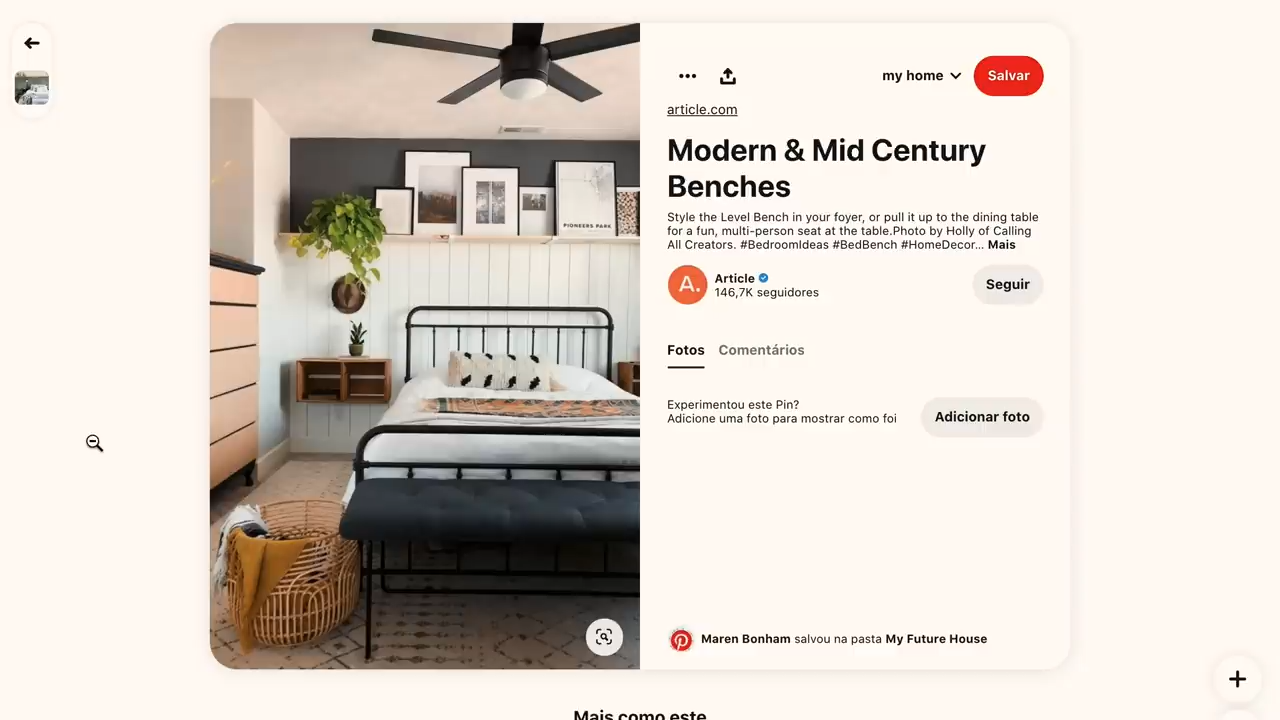 my home
Salvar
article.com
Modern & Mid Century
Benches
Style the Level Bench in your foyer, or pull it up to the dining table
for a fun, multi-person seat at the table.Photo by Holly of Calling
All Creators. #BedroomIdeas #BedBench #HomeDecor... Mais
A.
Article
146,7K seguidores
Seguir
Fotos
Comentários
Experimentou este Pin?
Adicione uma foto para mostrar como foi
Adicionar foto
Maren Bonham salvou na pasta My Future House
PIONEERS PARK
Mais como este